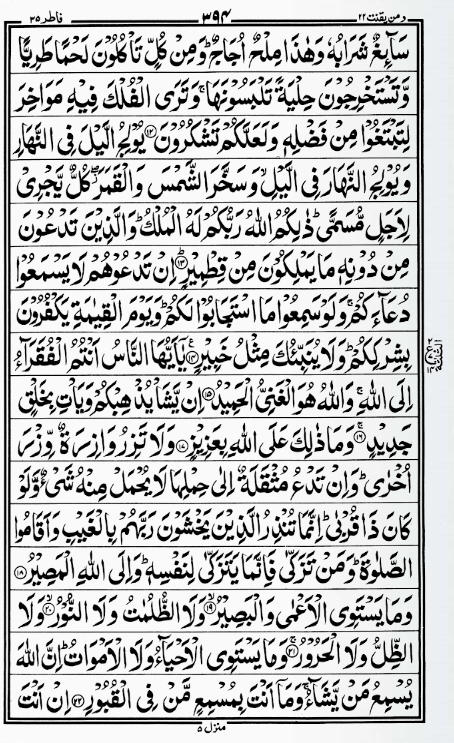 ومن يقنت ٢٢ ٣٩٤ فاطر ٣٥
سَآئِغٌ شَرَابُهٗ وَهٰذَا مِلْحٌ اُجَاجٌ ؕ وَمِنْ كُلٍّ تَاْكُلُوْنَ لَحْمًا طَرِيًّا
وَّتَسْتَخْرِجُوْنَ حِلْيَةً تَلْبَسُوْنَهَا ۚ وَتَرَى الْفُلْكَ فِيْهِ مَوَاخِرَ
لِتَبْتَغُوْا مِنْ فَضْلِهٖ وَلَعَلَّكُمْ تَشْكُرُوْنَ ﴿۱۲﴾ يُوْلِجُ الَّيْلَ فِى النَّهَارِ
وَيُوْلِجُ النَّهَارَ فِى الَّيْلِ ۙ وَسَخَّرَ الشَّمْسَ وَالْقَمَرَ ۖ كُلٌّ يَّجْرِىْ
لِاَجَلٍ مُّسَمًّى ؕ ذٰلِكُمُ اللّٰهُ رَبُّكُمْ لَهُ الْمُلْكُ ؕ وَالَّذِيْنَ تَدْعُوْنَ
مِنْ دُوْنِهٖ مَا يَمْلِكُوْنَ مِنْ قِطْمِيْرٍ ﴿۱۳﴾ اِنْ تَدْعُوْهُمْ لَا يَسْمَعُوْا
دُعَآءَكُمْ ۚ وَلَوْ سَمِعُوْا مَا اسْتَجَابُوْا لَكُمْ ؕ وَيَوْمَ الْقِيٰمَةِ يَكْفُرُوْنَ
بِشِرْكِكُمْ ؕ وَلَا يُنَبِّئُكَ مِثْلُ خَبِيْرٍ ﴿۱۴﴾ يٰۤاَيُّهَا النَّاسُ اَنْتُمُ الْفُقَرَآءُ
اِلَى اللّٰهِ ۚ وَاللّٰهُ هُوَ الْغَنِىُّ الْحَمِيْدُ ﴿۱۵﴾ اِنْ يَّشَاْ يُذْهِبْكُمْ وَيَاْتِ بِخَلْقٍ
جَدِيْدٍ ﴿۱۶﴾ وَمَا ذٰلِكَ عَلَى اللّٰهِ بِعَزِيْزٍ ﴿۱۷﴾ وَلَا تَزِرُ وَازِرَةٌ وِّزْرَ
اُخْرٰى ؕ وَاِنْ تَدْعُ مُثْقَلَةٌ اِلٰى حِمْلِهَا لَا يُحْمَلْ مِنْهُ شَىْءٌ وَّلَوْ
كَانَ ذَا قُرْبٰى ؕ اِنَّمَا تُنْذِرُ الَّذِيْنَ يَخْشَوْنَ رَبَّهُمْ بِالْغَيْبِ وَاَقَامُوا
الصَّلٰوةَ ؕ وَمَنْ تَزَكّٰى فَاِنَّمَا يَتَزَكّٰى لِنَفْسِهٖ ؕ وَاِلَى اللّٰهِ الْمَصِيْرُ ﴿۱۸﴾
وَمَا يَسْتَوِى الْاَعْمٰى وَالْبَصِيْرُ ﴿۱۹﴾ وَلَا الظُّلُمٰتُ وَلَا النُّوْرُ ﴿۲۰﴾ وَلَا
الظِّلُّ وَلَا الْحَرُوْرُ ﴿۲۱﴾ وَمَا يَسْتَوِى الْاَحْيَآءُ وَلَا الْاَمْوَاتُ ؕ اِنَّ اللّٰهَ
يُسْمِعُ مَنْ يَّشَآءُ ۚ وَمَاۤ اَنْتَ بِمُسْمِعٍ مَّنْ فِى الْقُبُوْرِ ﴿۲۲﴾ اِنْ اَنْتَ
منزل ۵